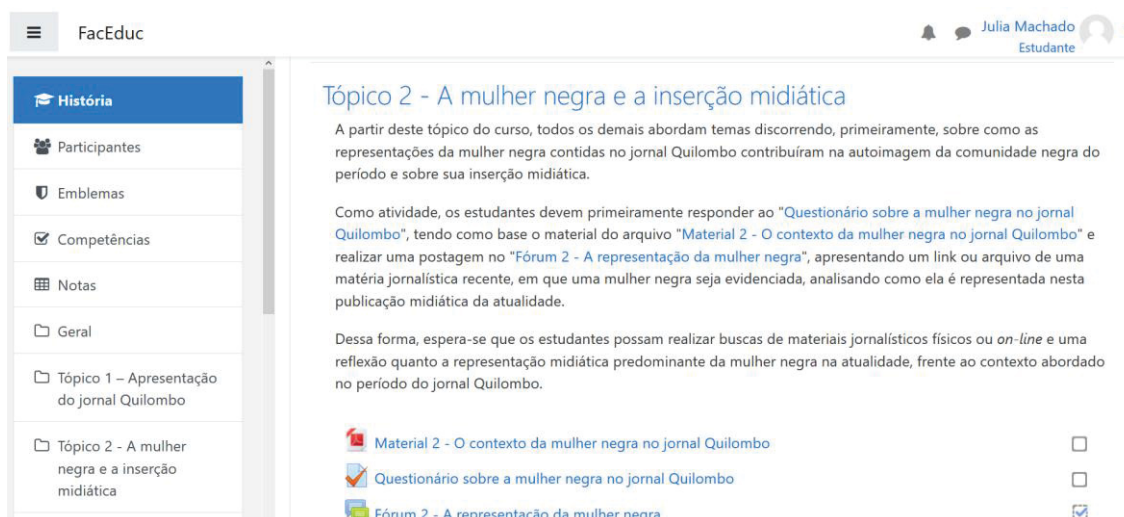 FacEduc
Julia Machado
Estudante
História
Participantes
Emblemas
Competências
Notas
Geral
Tópico 1 – Apresentação
do jornal Quilombo
Tópico 2 - A mulher
negra e a inserção
midiática
Tópico 2 - A mulher negra e a inserção midiática
A partir deste tópico do curso, todos os demais abordam temas discorrendo, primeiramente, sobre como as
representações da mulher negra contidas no jornal Quilombo contribuíram na autoimagem da comunidade negra do
período e sobre sua inserção midiática.
Como atividade, os estudantes devem primeiramente responder ao "Questionário sobre a mulher negra no jornal
Quilombo", tendo como base o material do arquivo "Material 2 - O contexto da mulher negra no jornal Quilombo" e
realizar uma postagem no "Fórum 2 - A representação da mulher negra", apresentando um link ou arquivo de uma
matéria jornalística recente, em que uma mulher negra seja evidenciada, analisando como ela é representada nesta
publicação midiática da atualidade.
Dessa forma, espera-se que os estudantes possam realizar buscas de materiais jornalísticos físicos ou on-line e uma
reflexão quanto a representação midiática predominante da mulher negra na atualidade, frente ao contexto abordado
no período do jornal Quilombo.
Material 2 - O contexto da mulher negra no jornal Quilombo
Questionário sobre a mulher negra no jornal Quilombo
Fórum 2 - A representação da mulher negra